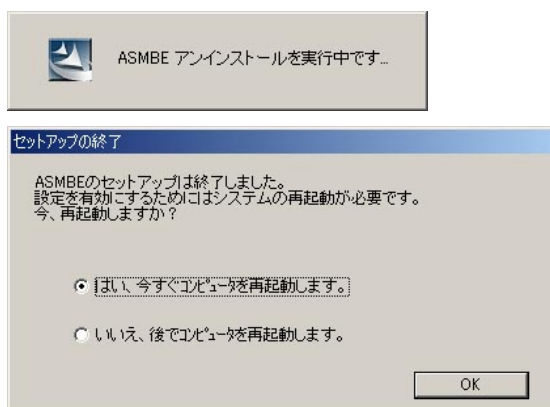 ASMBE アンインストールを実行中です...
セットアップの終了
ASMBEのセットアップは終了しました。
設定を有効にするためにはシステムの再起動が必要です。
今、再起動しますか？
はい、今すぐｺﾝﾋﾟｭｰﾀを再起動します。
いいえ、後でｺﾝﾋﾟｭｰﾀを再起動します。
OK